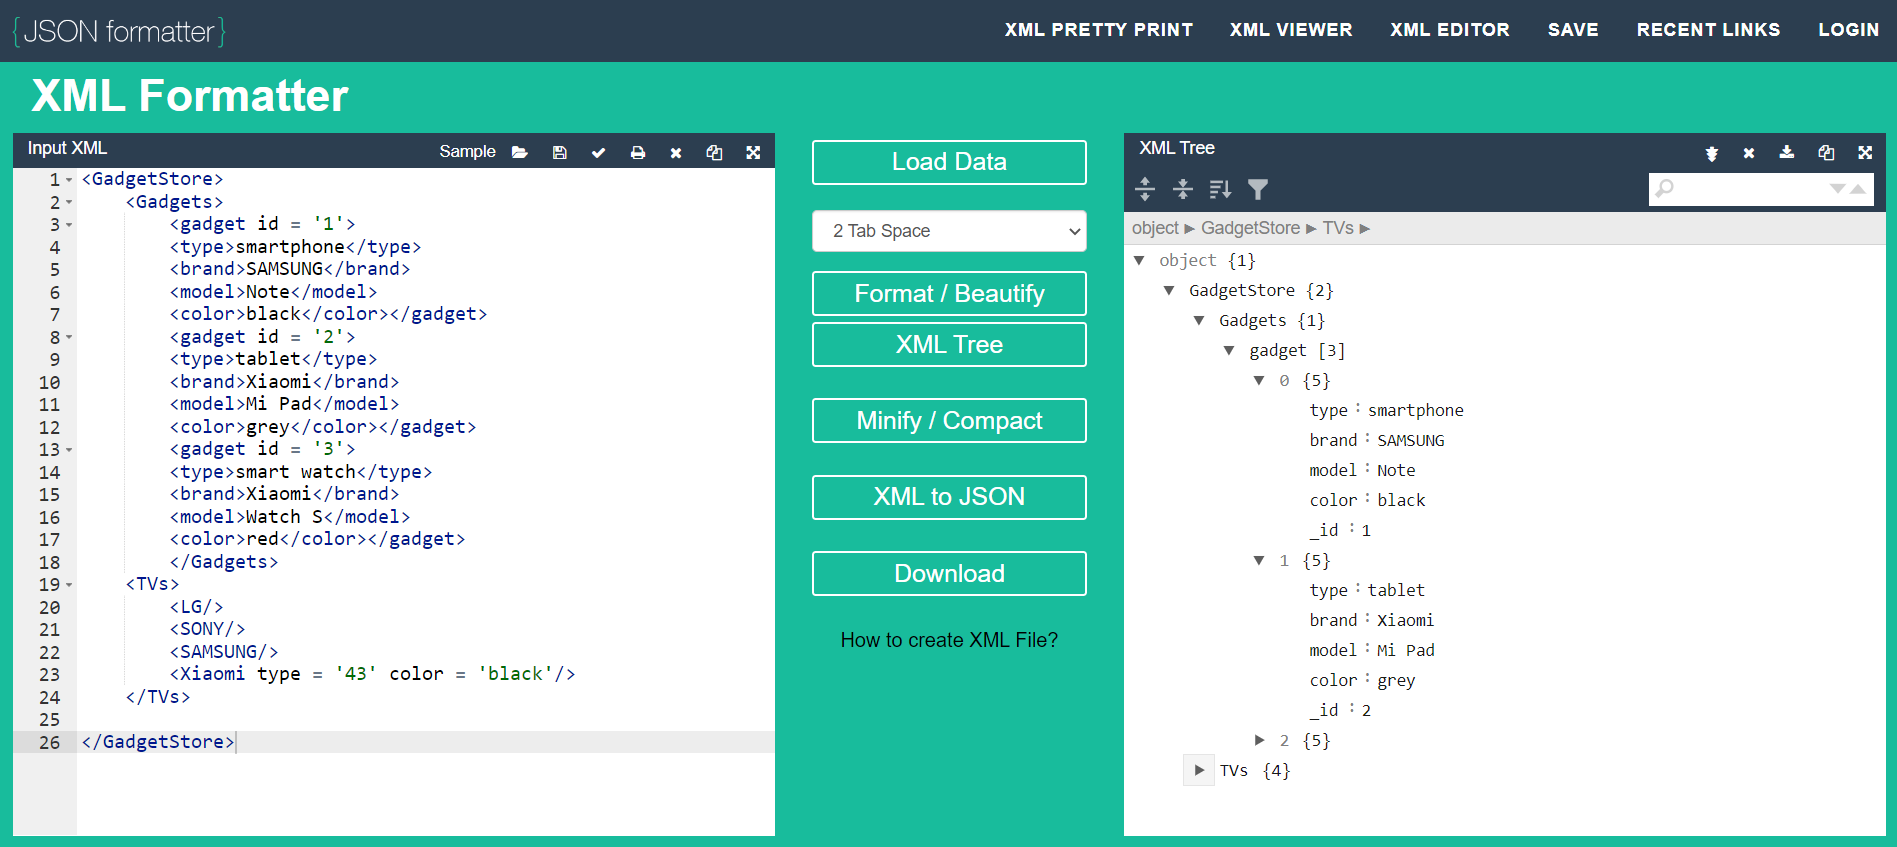 {JSON formatter}
XML PRETTY PRINT XML VIEWER XML EDITOR SAVE RECENT LINKS LOGIN
XML Formatter
Input XML
Sample
1 <GadgetStore>
2 <Gadgets>
3 <gadget id = '1'>
4 <type>smartphone</type>
5 <brand>SAMSUNG</brand>
6 <model>Note</model>
7 <color>black</color></gadget>
8 <gadget id = '2'>
9 <type>tablet</type>
10 <brand>Xiaomi</brand>
11 <model>Mi Pad</model>
12 <color>grey</color></gadget>
13 <gadget id = '3'>
14 <type>smart watch</type>
15 <brand>Xiaomi</brand>
16 <model>Watch S</model>
17 <color>red</color></gadget>
18 </Gadgets>
19 <TVs>
20 <LG/>
21 <SONY/>
22 <SAMSUNG/>
23 <Xiaomi type = '43' color = 'black'/>
24 </TVs>
25
26 </GadgetStore>
Load Data
2 Tab Space
Format / Beautify
XML Tree
Minify / Compact
XML to JSON
Download
How to create XML File?
XML Tree
object ► GadgetStore ► TVs ►
▼ object {1}
▼ GadgetStore {2}
▼ Gadgets {1}
▼ gadget [3]
▼ 0 {5}
type : smartphone
brand : SAMSUNG
model : Note
color : black
_id : 1
▼ 1 {5}
type : tablet
brand : Xiaomi
model : Mi Pad
color : grey
_id : 2
► 2 {5}
► TVs {4}